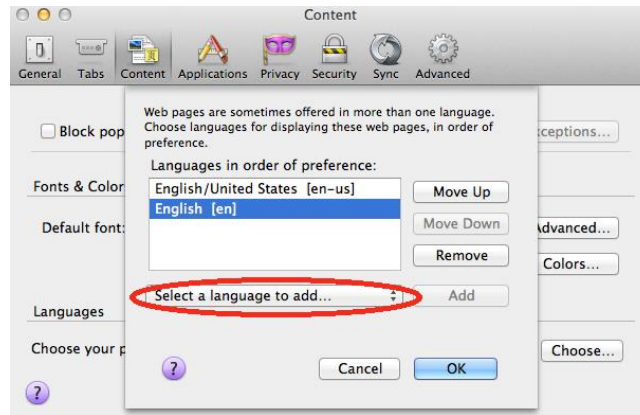 Content
General Tabs Content Applications Privacy Security Sync Advanced
Web pages are sometimes offered in more than one language.
Choose languages for displaying these web pages, in order of
preference.
Languages in order of preference:
English/United States [en-us]
English [en]
Move Up
Move Down
Remove
Select a language to add...
Add
? Cancel OK
Block pop
Fonts & Color
Default font:
Advanced...
Colors...
Languages
Choose your p
Choose...
?